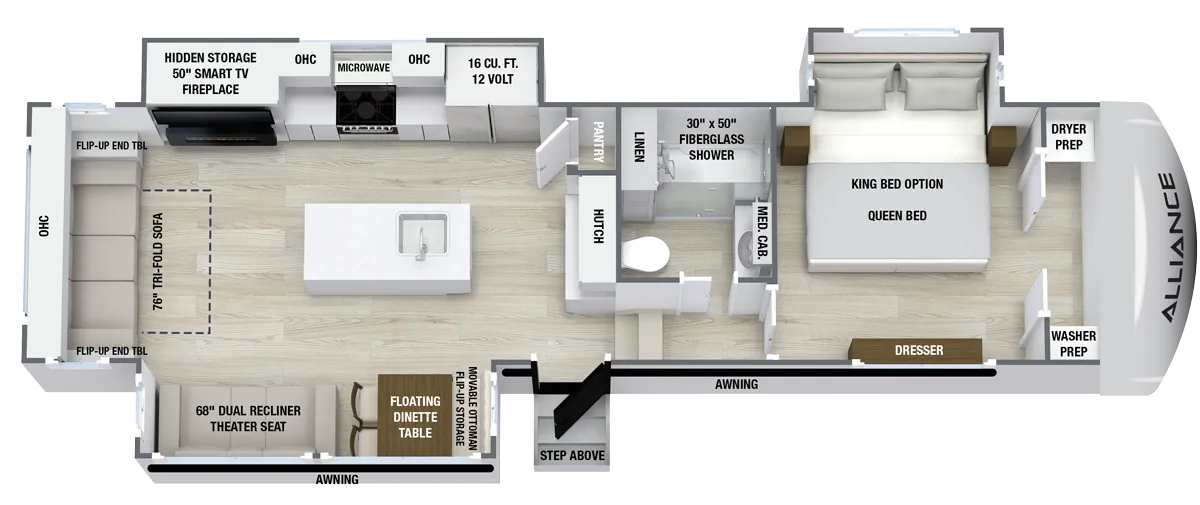 HIDDEN STORAGE
50" SMART TV
FIREPLACE
OHC
MICROWAVE
OHC
16 CU. FT.
12 VOLT
FLIP-UP END TBL
OHC
76" TRI-FOLD SOFA
FLIP-UP END TBL
PANTRY
HUTCH
LINEN
30" x 50"
FIBERGLASS
SHOWER
MED. CAB.
KING BED OPTION
QUEEN BED
DRYER
PREP
WASHER
PREP
ALLIANCE
DRESSER
AWNING
68" DUAL RECLINER
THEATER SEAT
FLOATING
DINETTE
TABLE
MOVABLE OTTOMAN
FLIP-UP STORAGE
STEP ABOVE
AWNING